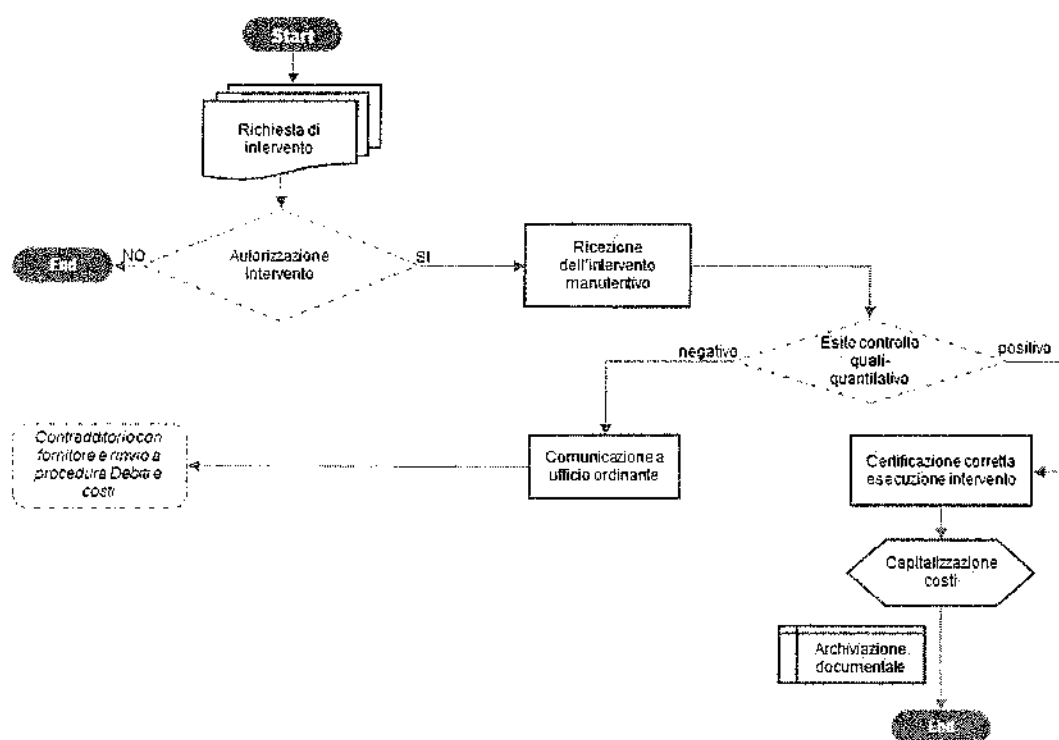 Start
Richiesta di
intervento
Autorizzazione
Intervento
NO
SI
End
Ricezione
dell'intervento
manutentivo
Esito controllo
quali-
quantitativo
negativo
positivo
Contradditorio con
fornitore e rinvio a
procedura Debiti e
costi
Comunicazione a
ufficio ordinante
Certificazione corretta
esecuzione intervento
Capitalizzazione
costi
Archiviazione
documentale
End